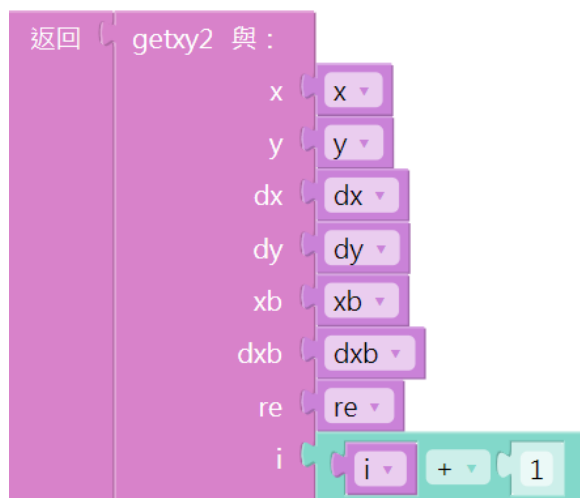 返回 getxy2 與：
x x
y y
dx dx
dy dy
xb xb
dxb dxb
re re
i i + 1